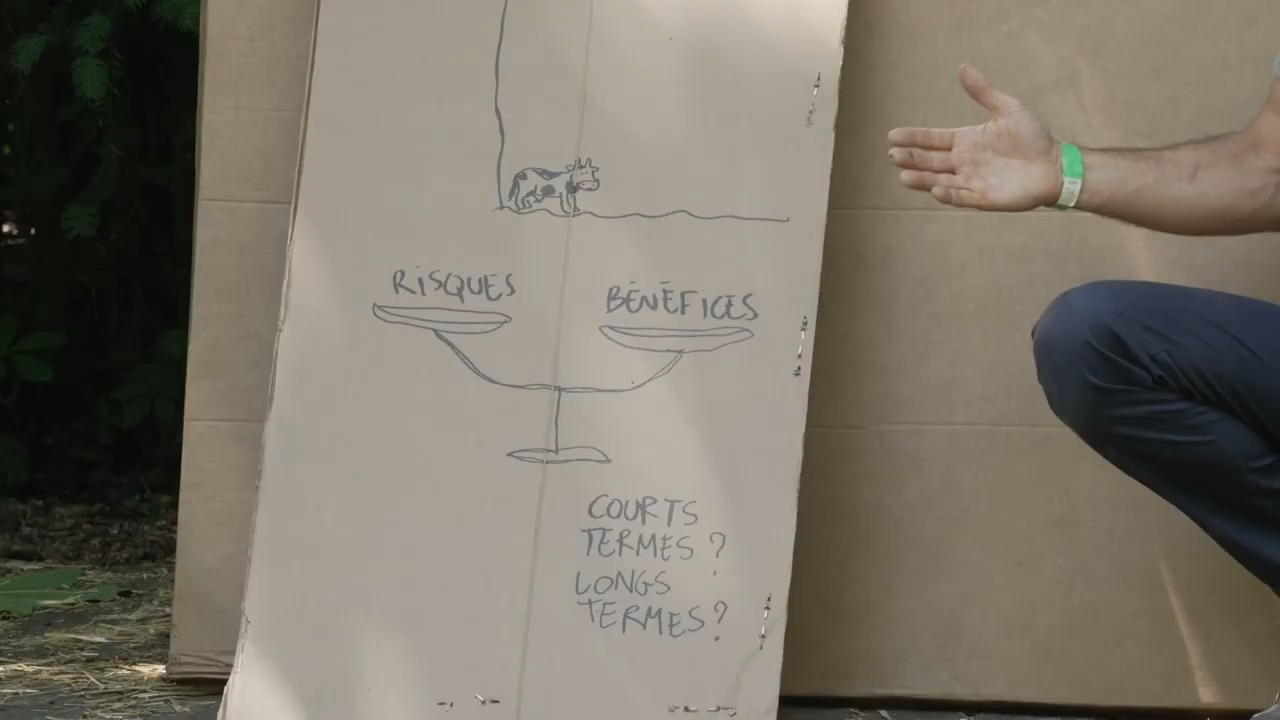 RISQUES
BÉNÉFICES
COURTS
TERMES ?
LONGS
TERMES ?